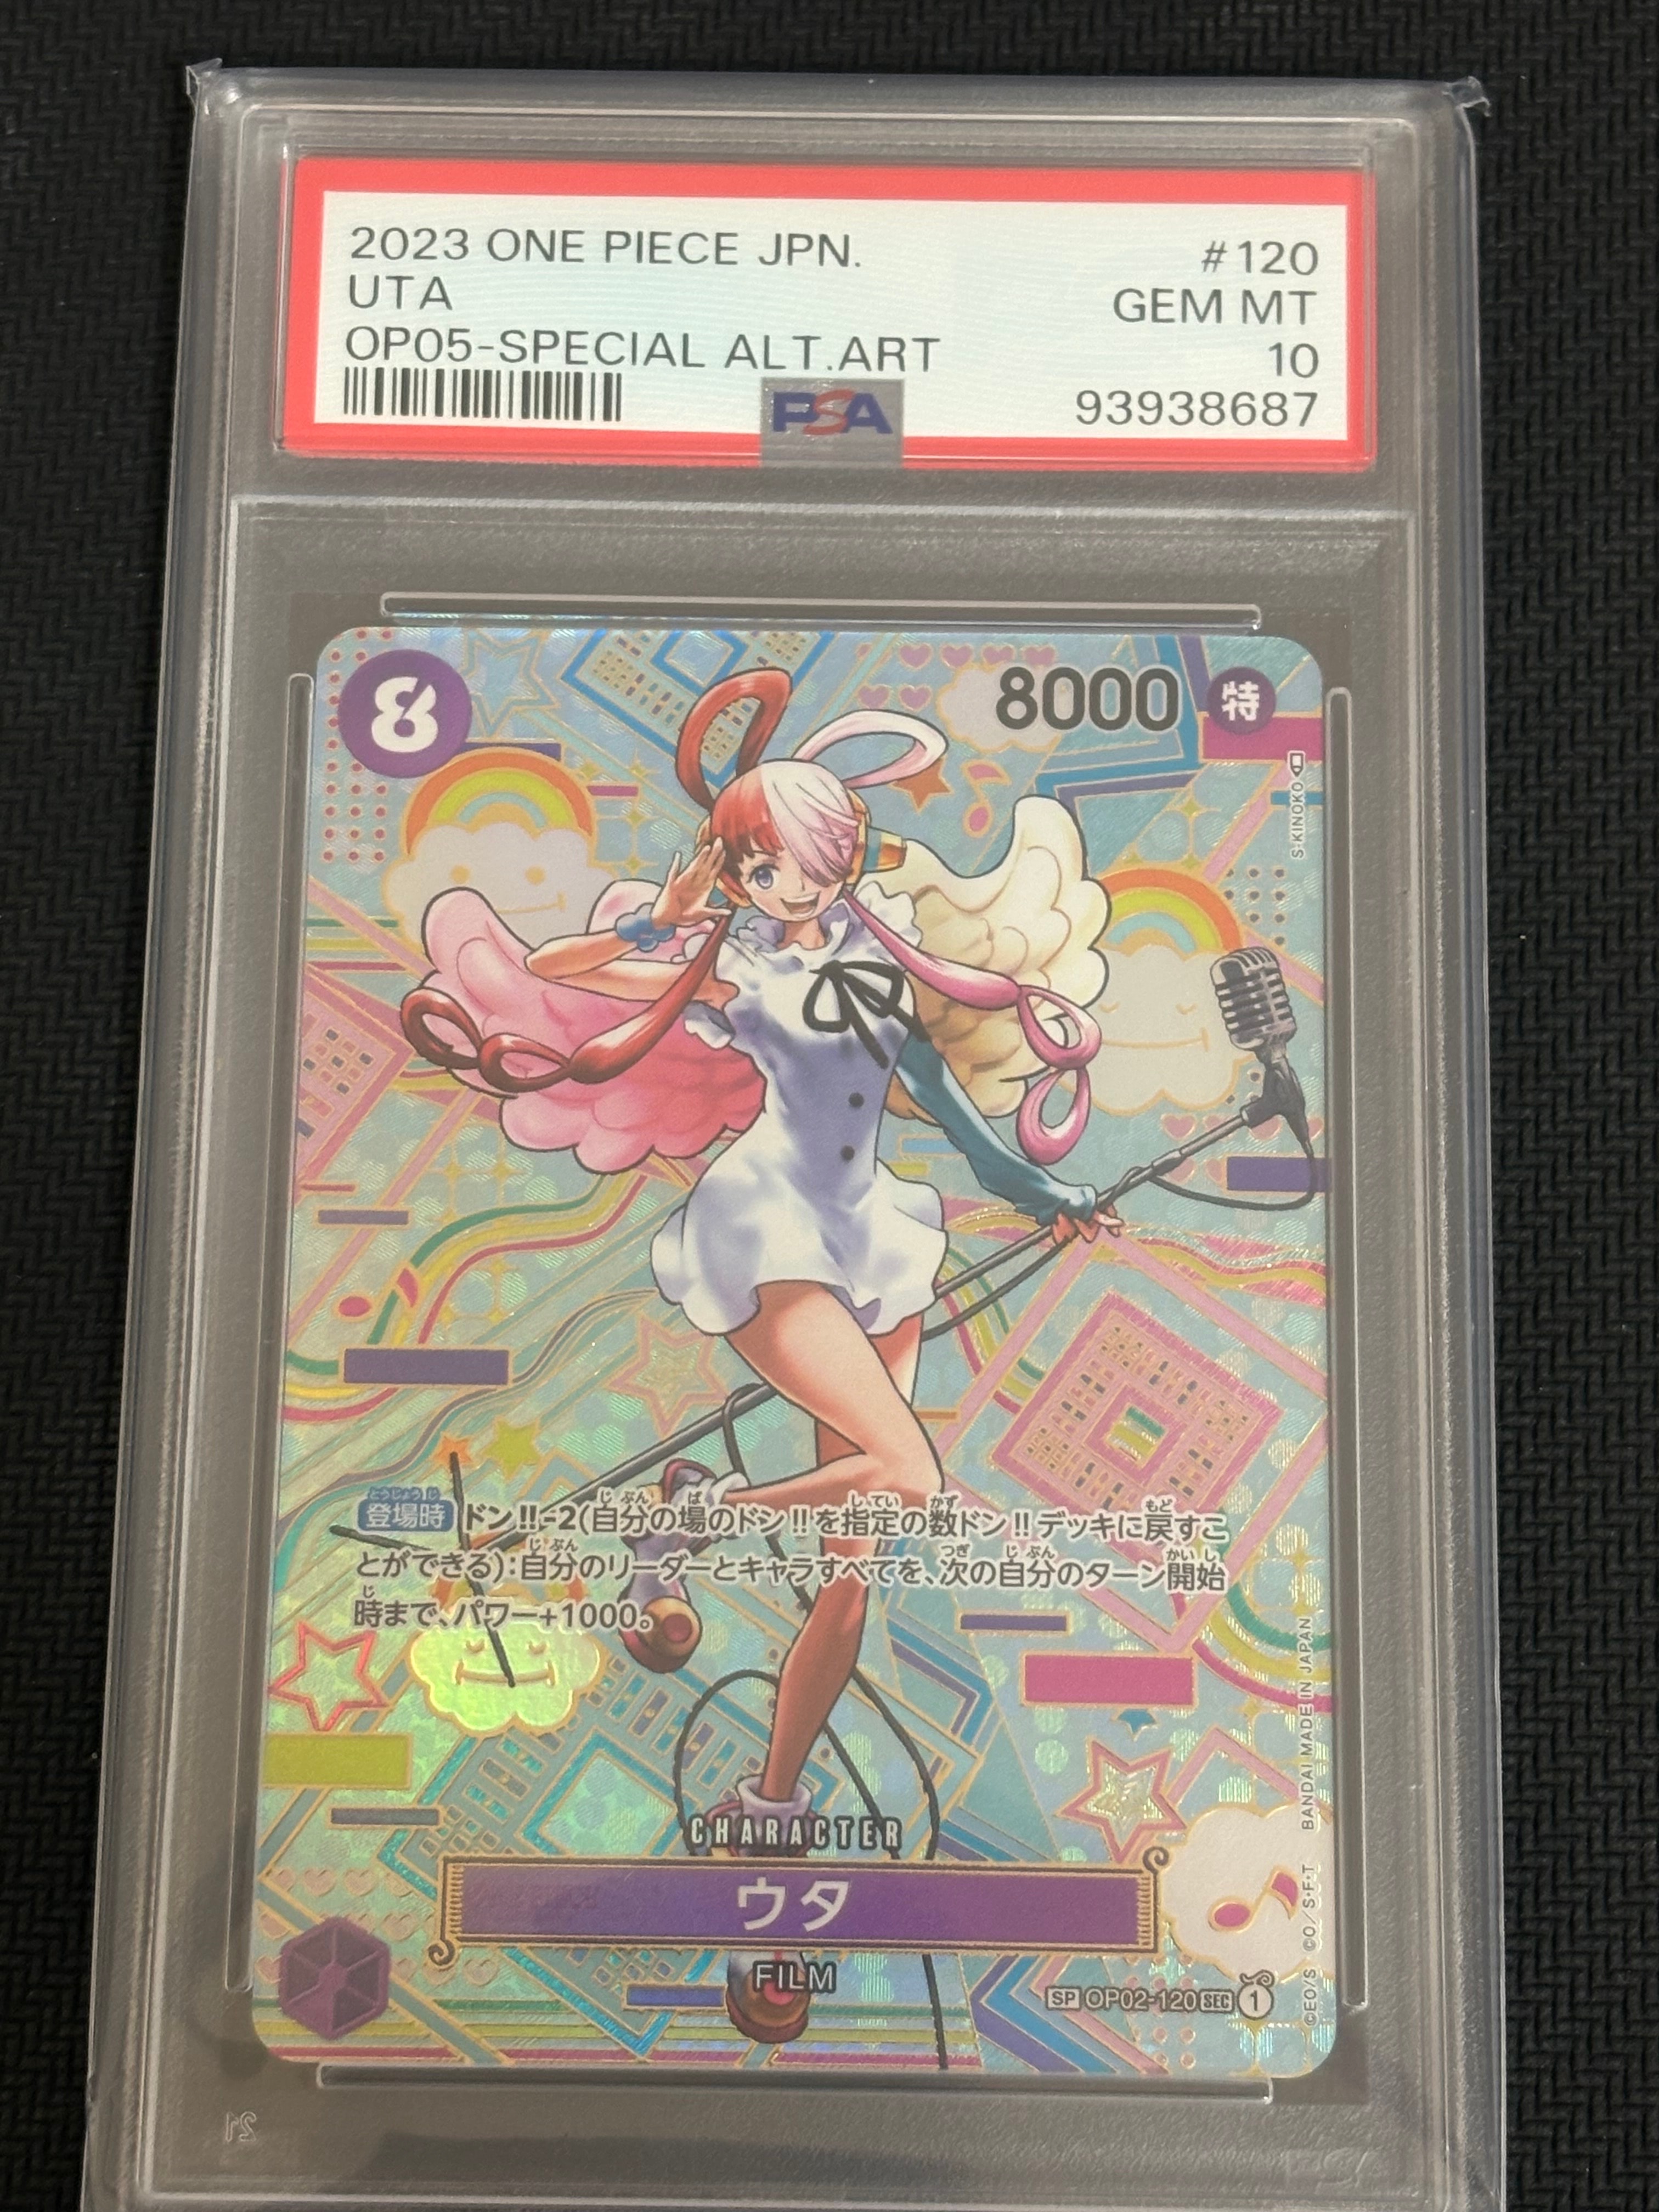 2023 ONE PIECE JPN. #120
UTA GEM MT
OP05-SPECIAL ALT.ART 10
PSA 93938687
8 8000 特
S・KINOKO
登場時 ドン!!-2(自分の場のドン!!を指定の数ドン!!デッキに戻すこ
とができる):自分のリーダーとキャラすべてを、次の自分のターン開始
時まで、パワー+1000。
CHARACTER
ウタ
FILM
SP OP02-120 SEC 1
©EO/S ©O/S・F・T BANDAI MADE IN JAPAN
21